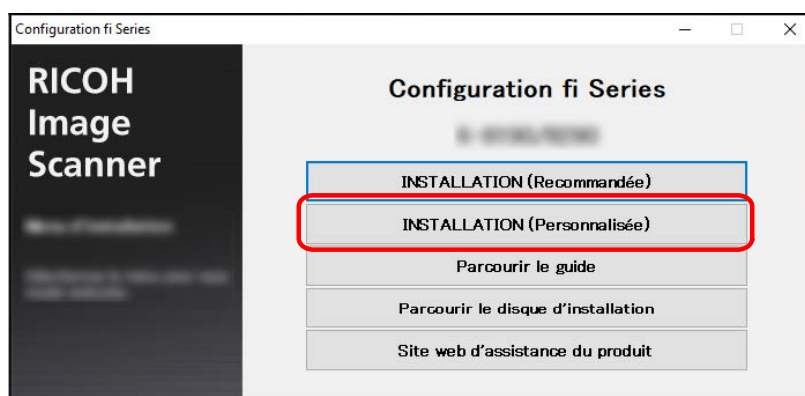 Configuration fi Series
RICOH
Image
Scanner
Configuration fi Series
INSTALLATION (Recommandée)
INSTALLATION (Personnalisée)
Parcourir le guide
Parcourir le disque d'installation
Site web d'assistance du produit